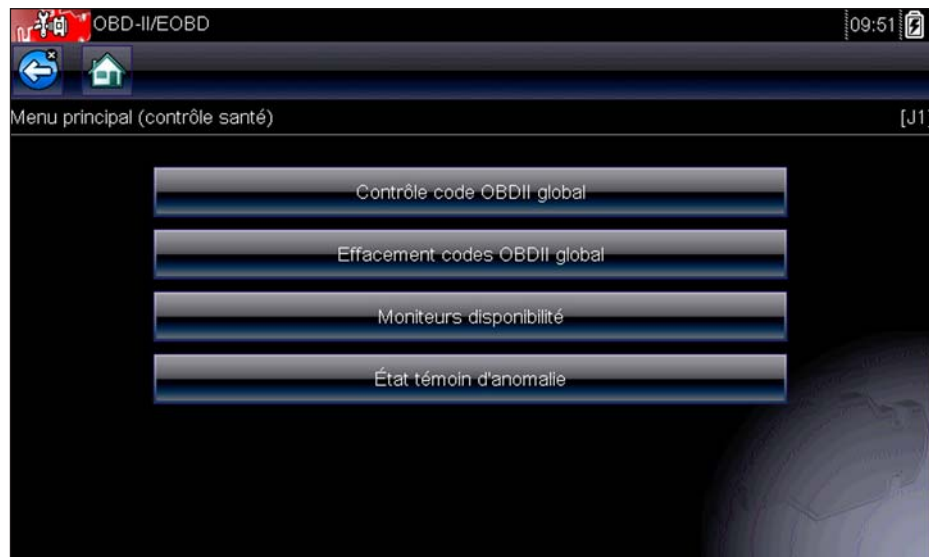 OBD-II/EOBD 09:51
Menu principal (contrôle santé) [J1]
Contrôle code OBDII global
Effacement codes OBDII global
Moniteurs disponibilité
État témoin d'anomalie